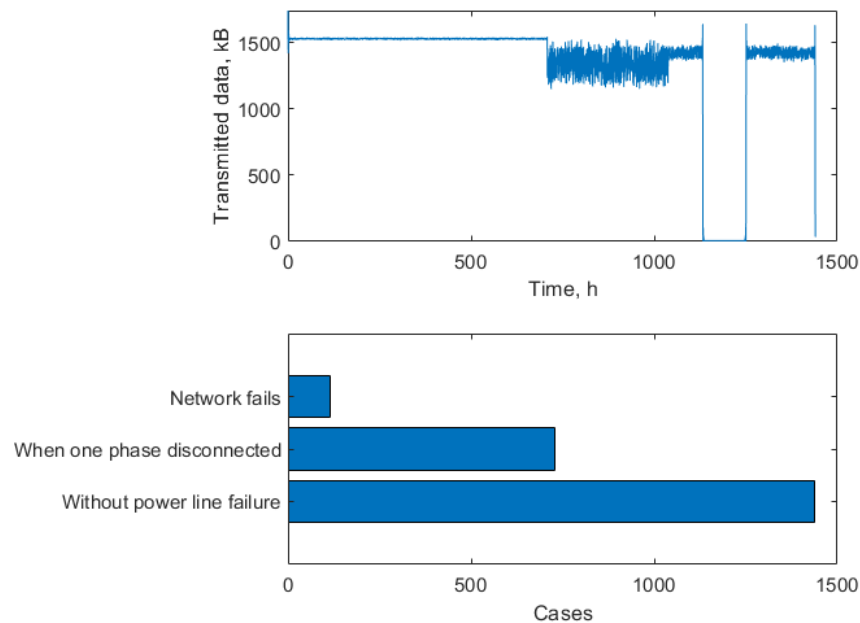 Transmitted data, kB
1500
1000
500
0
0 500 1000 1500
Time, h
Network fails
When one phase disconnected
Without power line failure
0 500 1000 1500
Cases